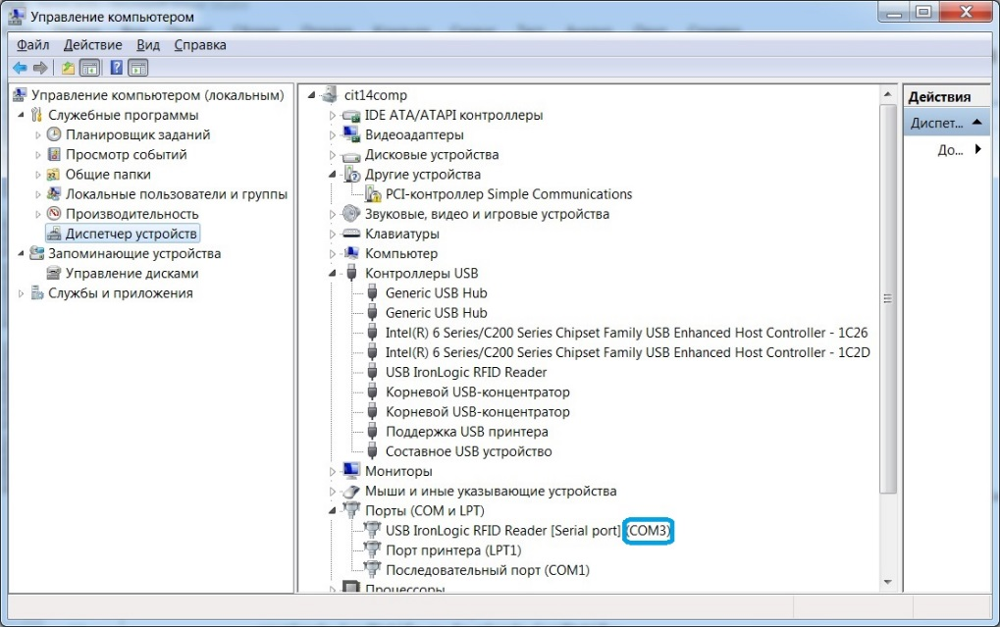 Управление компьютером
Файл Действие Вид Справка
Управление компьютером (локальным)
Служебные программы
Планировщик заданий
Просмотр событий
Общие папки
Локальные пользователи и группы
Производительность
Диспетчер устройств
Запоминающие устройства
Управление дисками
Службы и приложения
cit14comp
IDE ATA/ATAPI контроллеры
Видеоадаптеры
Дисковые устройства
Другие устройства
PCI-контроллер Simple Communications
Звуковые, видео и игровые устройства
Клавиатуры
Компьютер
Контроллеры USB
Generic USB Hub
Generic USB Hub
Intel(R) 6 Series/C200 Series Chipset Family USB Enhanced Host Controller - 1C26
Intel(R) 6 Series/C200 Series Chipset Family USB Enhanced Host Controller - 1C2D
USB IronLogic RFID Reader
Корневой USB-концентратор
Корневой USB-концентратор
Поддержка USB принтера
Составное USB устройство
Мониторы
Мыши и иные указывающие устройства
Порты (COM и LPT)
USB IronLogic RFID Reader [Serial port] (COM3)
Порт принтера (LPT1)
Последовательный порт (COM1)
Процессоры
Действия
Диспет...
До...